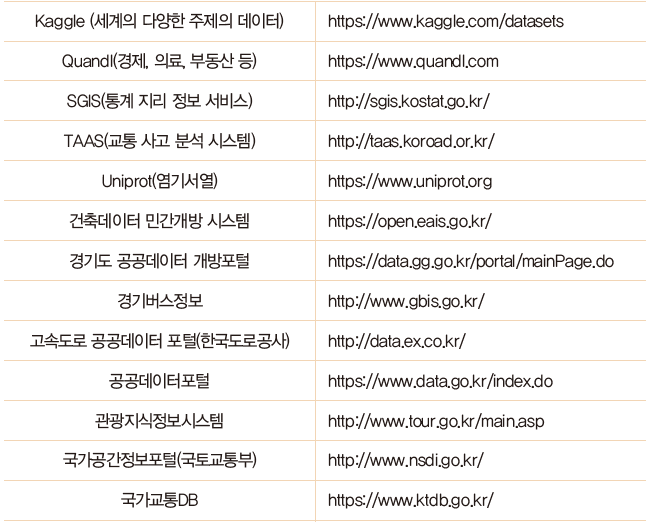 Kaggle (세계의 다양한 주제의 데이터) https://www.kaggle.com/datasets
Quandl(경제, 의료, 부동산 등) https://www.quandl.com
SGIS(통계 지리 정보 서비스) http://sgis.kostat.go.kr/
TAAS(교통 사고 분석 시스템) http://taas.koroad.or.kr/
Uniprot(염기서열) https://www.uniprot.org
건축데이터 민간개방 시스템 https://open.eais.go.kr/
경기도 공공데이터 개방포털 https://data.gg.go.kr/portal/mainPage.do
경기버스정보 http://www.gbis.go.kr/
고속도로 공공데이터 포털(한국도로공사) http://data.ex.co.kr/
공공데이터포털 https://www.data.go.kr/index.do
관광지식정보시스템 http://www.tour.go.kr/main.asp
국가공간정보포털(국토교통부) http://www.nsdi.go.kr/
국가교통DB https://www.ktdb.go.kr/